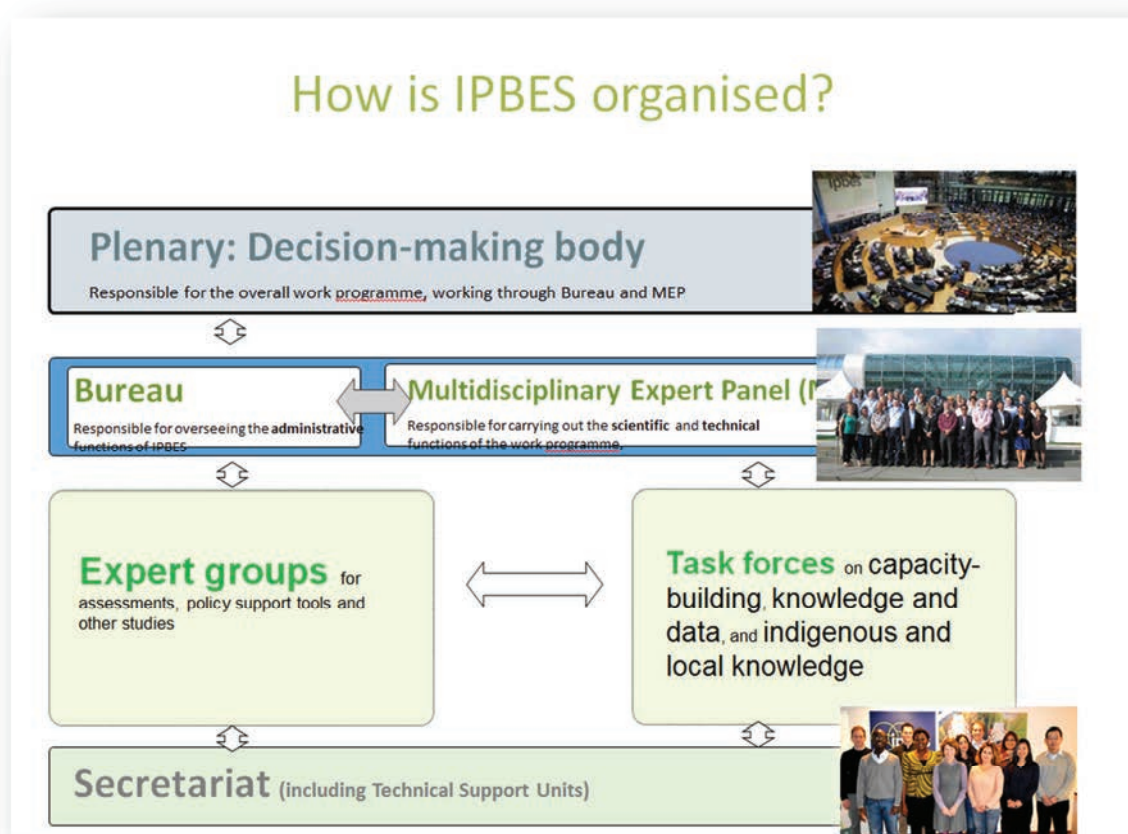 How is IPBES organised?
ipbes
Plenary: Decision-making body
Responsible for the overall work programme, working through Bureau and MEP
Bureau
Responsible for overseeing the administrative
functions of IPBES
Multidisciplinary Expert Panel (
Responsible for carrying out the scientific and technical
functions of the work programme,
Expert groups for
assessments, policy support tools and
other studies
Task forces on capacity-
building, knowledge and
data, and indigenous and
local knowledge
Secretariat (including Technical Support Units)